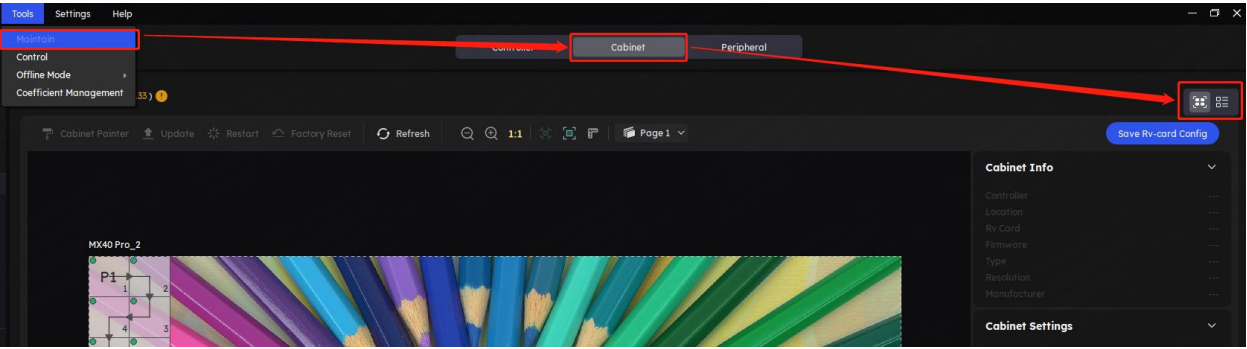 Tools Settings Help
Maintain
Control
Offline Mode
Coefficient Management
Controller Cabinet Peripheral
.33)
Cabinet Painter Update Restart Factory Reset Refresh 1:1 Page 1 Save Rv-card Config
Cabinet Info
Controller ---
Location ---
Rv Card ---
Firmware ---
Type ---
Resolution ---
Manufacturer ---
Cabinet Settings
MX40 Pro_2
P1
1 2
4 3